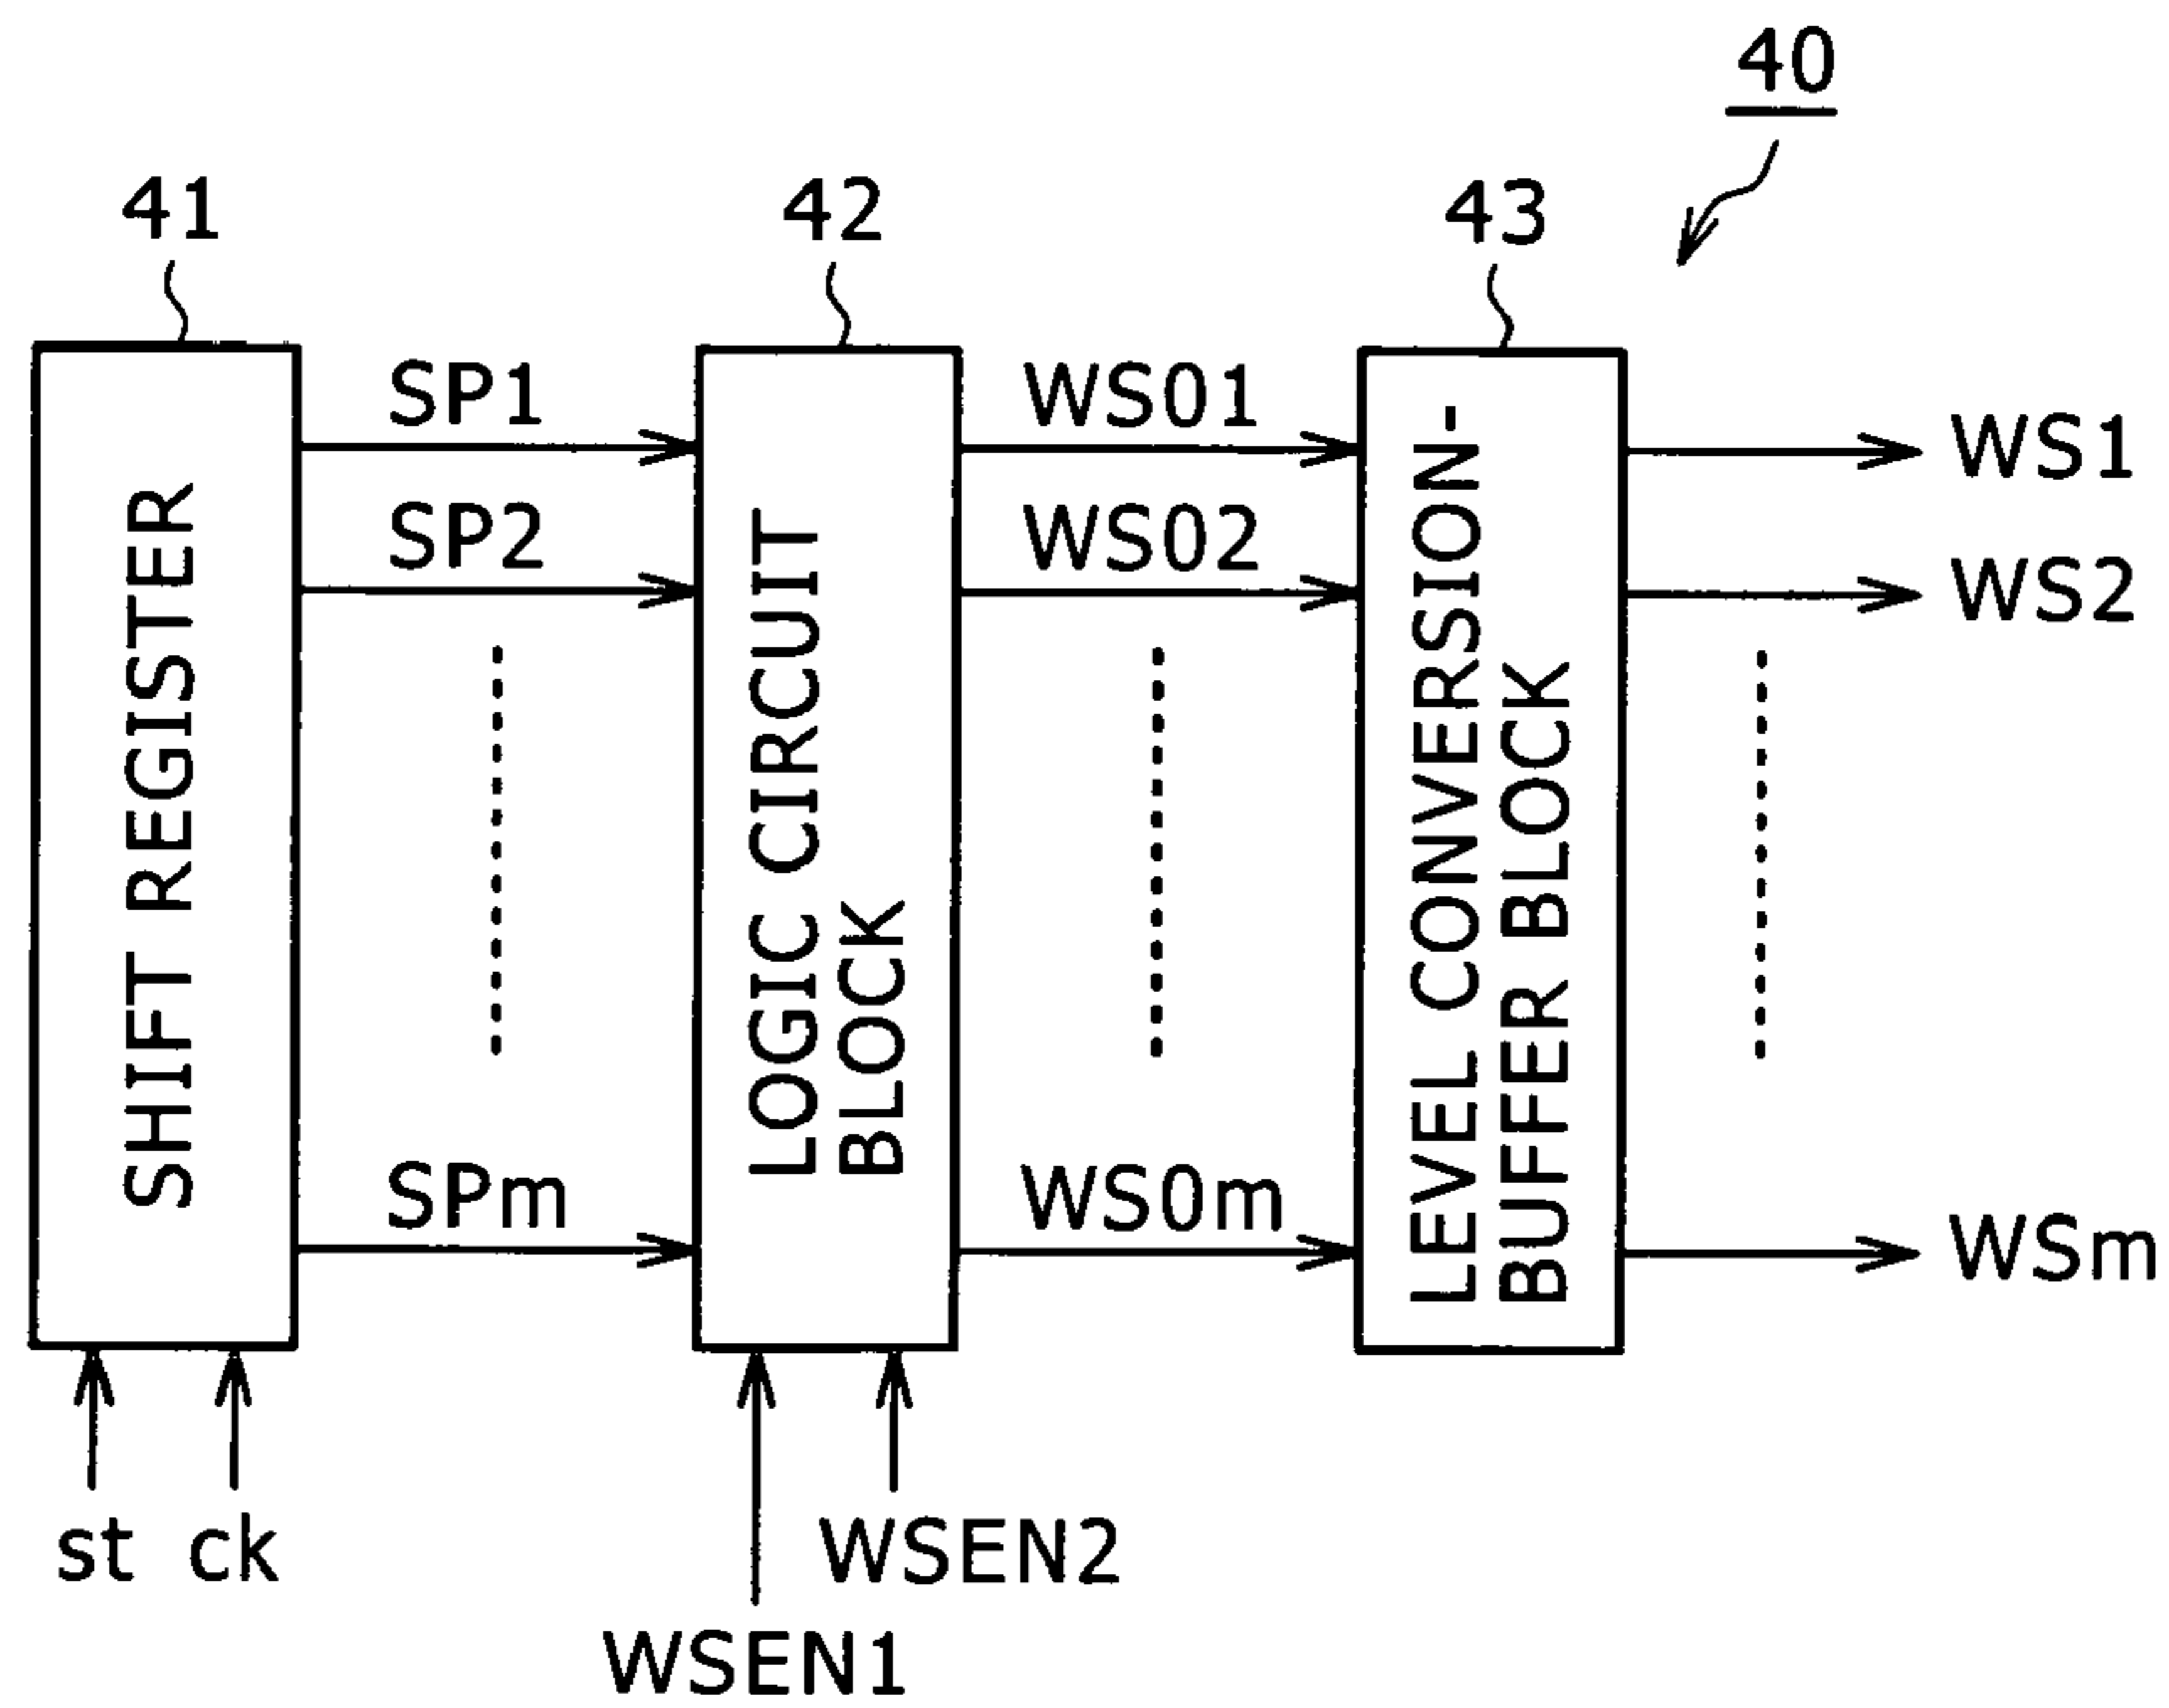 40
41
42
43
SP1
WS01
WS1
SP2
WS02
WS2
SHIFT REGISTER
LOGIC CIRCUIT
BLOCK
LEVEL CONVERSION-
BUFFER BLOCK
SPm
WS0m
WSm
st ck
WSEN2
WSEN1